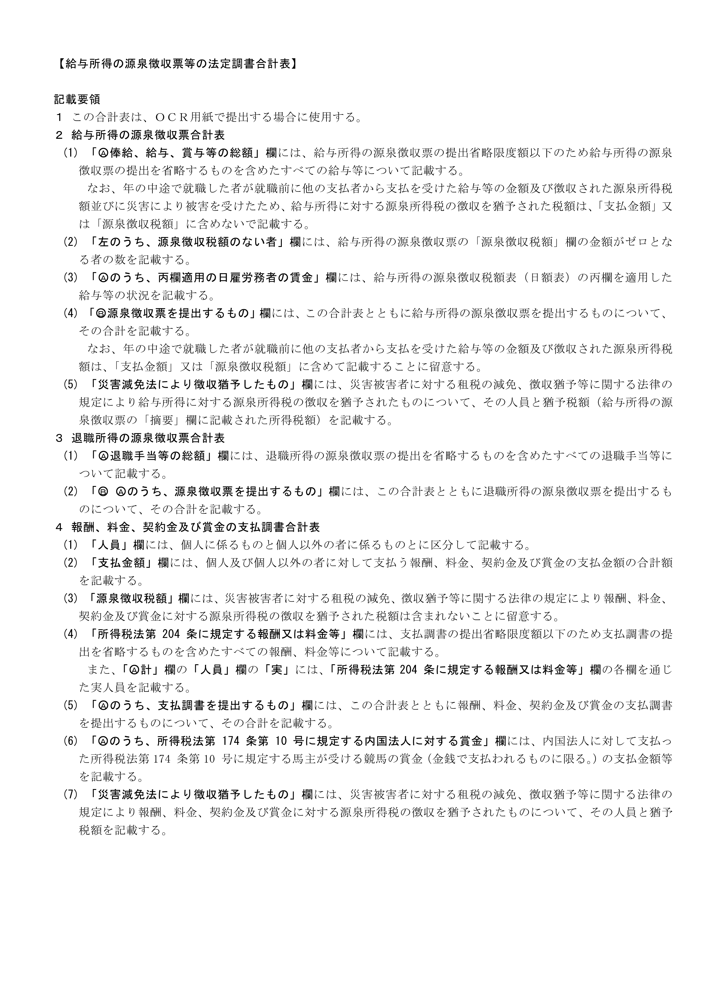 【給与所得の源泉徴収票等の法定調書合計表】
記載要領
１ この合計表は、ＯＣＲ用紙で提出する場合に使用する。
２ 給与所得の源泉徴収票合計表
(1) 「Ⓐ俸給、給与、賞与等の総額」欄には、給与所得の源泉徴収票の提出省略限度額以下のため給与所得の源泉
徴収票の提出を省略するものを含めたすべての給与等について記載する。
なお、年の中途で就職した者が就職前に他の支払者から支払を受けた給与等の金額及び徴収された源泉所得税
額並びに災害により被害を受けたため、給与所得に対する源泉所得税の徴収を猶予された税額は、「支払金額」又
は「源泉徴収税額」に含めないで記載する。
(2) 「左のうち、源泉徴収税額のない者」欄には、給与所得の源泉徴収票の「源泉徴収税額」欄の金額がゼロとな
る者の数を記載する。
(3) 「Ⓐのうち、丙欄適用の日雇労務者の賃金」欄には、給与所得の源泉徴収税額表（日額表）の丙欄を適用した
給与等の状況を記載する。
(4) 「Ⓑ源泉徴収票を提出するもの」欄には、この合計表とともに給与所得の源泉徴収票を提出するものについて、
その合計を記載する。
なお、年の中途で就職した者が就職前に他の支払者から支払を受けた給与等の金額及び徴収された源泉所得税
額は、「支払金額」又は「源泉徴収税額」に含めて記載することに留意する。
(5) 「災害減免法により徴収猶予したもの」欄には、災害被害者に対する租税の減免、徴収猶予等に関する法律の
規定により給与所得に対する源泉所得税の徴収を猶予されたものについて、その人員と猶予税額（給与所得の源
泉徴収票の「摘要」欄に記載された所得税額）を記載する。
３ 退職所得の源泉徴収票合計表
(1) 「Ⓐ退職手当等の総額」欄には、退職所得の源泉徴収票の提出を省略するものを含めたすべての退職手当等に
ついて記載する。
(2) 「Ⓑ Ⓐのうち、源泉徴収票を提出するもの」欄には、この合計表とともに退職所得の源泉徴収票を提出するも
のについて、その合計を記載する。
４ 報酬、料金、契約金及び賞金の支払調書合計表
(1) 「人員」欄には、個人に係るものと個人以外の者に係るものとに区分して記載する。
(2) 「支払金額」欄には、個人及び個人以外の者に対して支払う報酬、料金、契約金及び賞金の支払金額の合計額
を記載する。
(3) 「源泉徴収税額」欄には、災害被害者に対する租税の減免、徴収猶予等に関する法律の規定により報酬、料金、
契約金及び賞金に対する源泉所得税の徴収を猶予された税額は含まれないことに留意する。
(4) 「所得税法第 204 条に規定する報酬又は料金等」欄には、支払調書の提出省略限度額以下のため支払調書の提
出を省略するものを含めたすべての報酬、料金等について記載する。
また、「Ⓐ計」欄の「人員」欄の「実」には、「所得税法第 204 条に規定する報酬又は料金等」欄の各欄を通じ
た実人員を記載する。
(5) 「Ⓐのうち、支払調書を提出するもの」欄には、この合計表とともに報酬、料金、契約金及び賞金の支払調書
を提出するものについて、その合計を記載する。
(6) 「Ⓐのうち、所得税法第 174 条第 10 号に規定する内国法人に対する賞金」欄には、内国法人に対して支払っ
た所得税法第 174 条第 10 号に規定する馬主が受ける競馬の賞金（金銭で支払われるものに限る。）の支払金額等
を記載する。
(7) 「災害減免法により徴収猶予したもの」欄には、災害被害者に対する租税の減免、徴収猶予等に関する法律の
規定により報酬、料金、契約金及び賞金に対する源泉所得税の徴収を猶予されたものについて、その人員と猶予
税額を記載する。